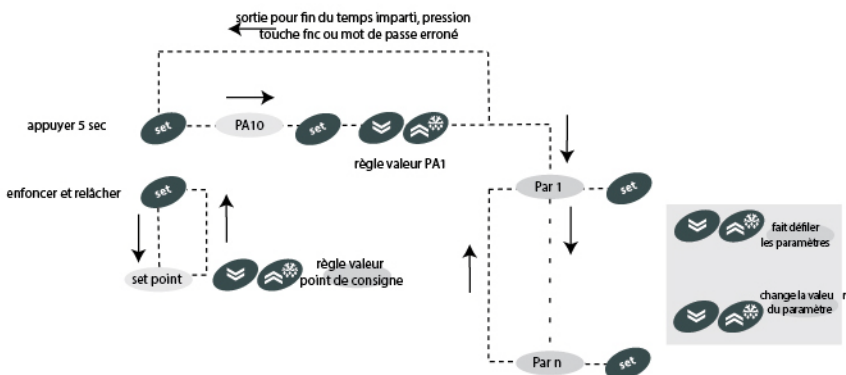 sortie pour fin du temps imparti, pression
touche fnc ou mot de passe erroné
appuyer 5 sec
set
PA10
set
règle valeur PA1
Par 1
set
enfoncer et relâcher
set
set point
règle valeur
point de consigne
fait défiler
les paramètres
change la valeu r
du paramètre
Par n
set